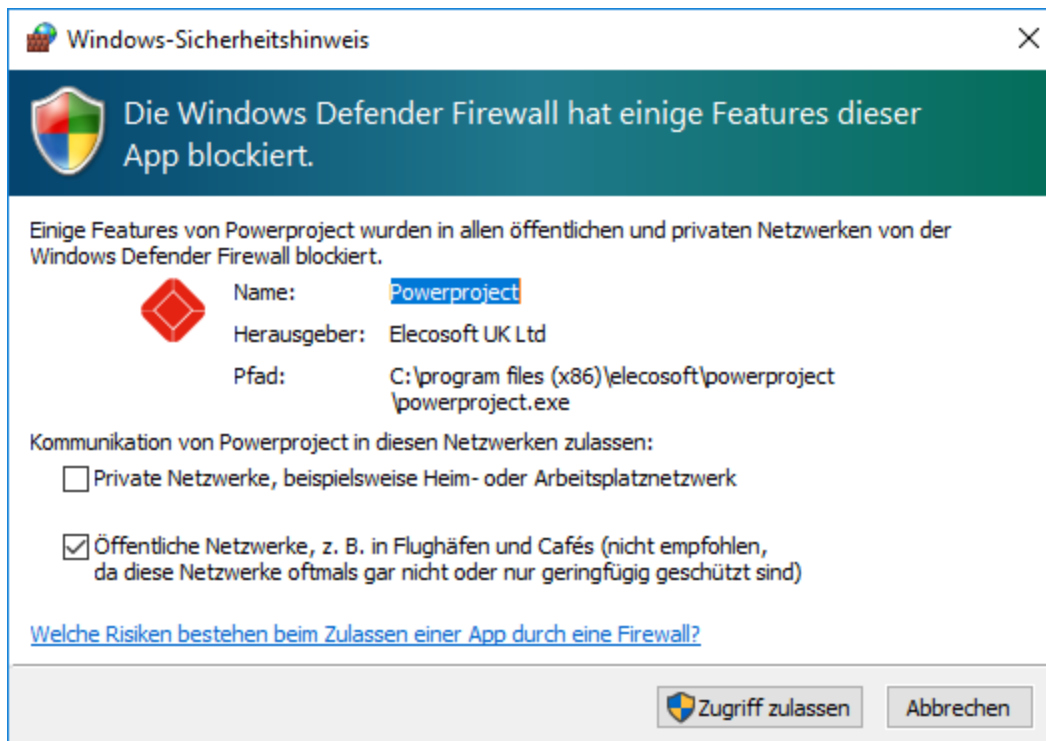 Windows-Sicherheitshinweis
Die Windows Defender Firewall hat einige Features dieser
App blockiert.
Einige Features von Powerproject wurden in allen öffentlichen und privaten Netzwerken von der
Windows Defender Firewall blockiert.
Name: Powerproject
Herausgeber: Elecosoft UK Ltd
Pfad: C:\program files (x86)\elecosoft\powerproject
\powerproject.exe
Kommunikation von Powerproject in diesen Netzwerken zulassen:
Private Netzwerke, beispielsweise Heim- oder Arbeitsplatznetzwerk
Öffentliche Netzwerke, z. B. in Flughäfen und Cafés (nicht empfohlen,
da diese Netzwerke oftmals gar nicht oder nur geringfügig geschützt sind)
Welche Risiken bestehen beim Zulassen einer App durch eine Firewall?
Zugriff zulassen Abbrechen